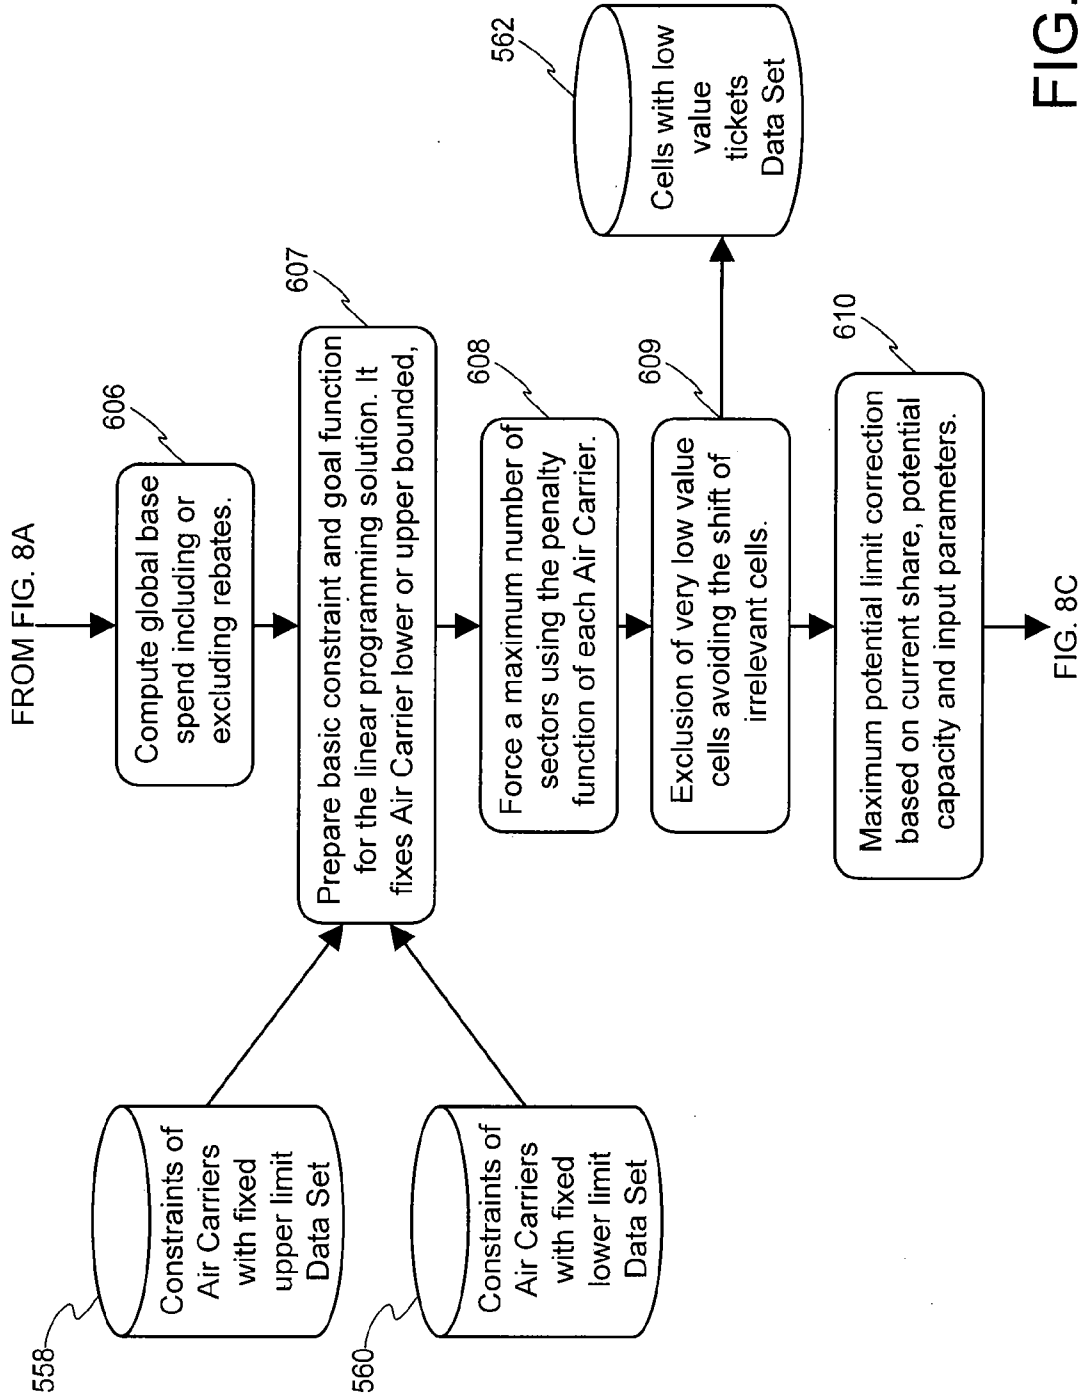 FROM FIG. 8A
606
Compute global base
spend including or
excluding rebates.
607
Prepare basic constraint and goal function
for the linear programming solution. It
fixes Air Carrier lower or upper bounded,
558
Constraints of
Air Carriers
with fixed
upper limit
Data Set
560
Constraints of
Air Carriers
with fixed
lower limit
Data Set
608
Force a maximum number of
sectors using the penalty
function of each Air Carrier.
609
Exclusion of very low value
cells avoiding the shift of
irrelevant cells.
562
Cells with low
value
tickets
Data Set
610
Maximum potential limit correction
based on current share, potential
capacity and input parameters.
FIG. 8C
FIG.